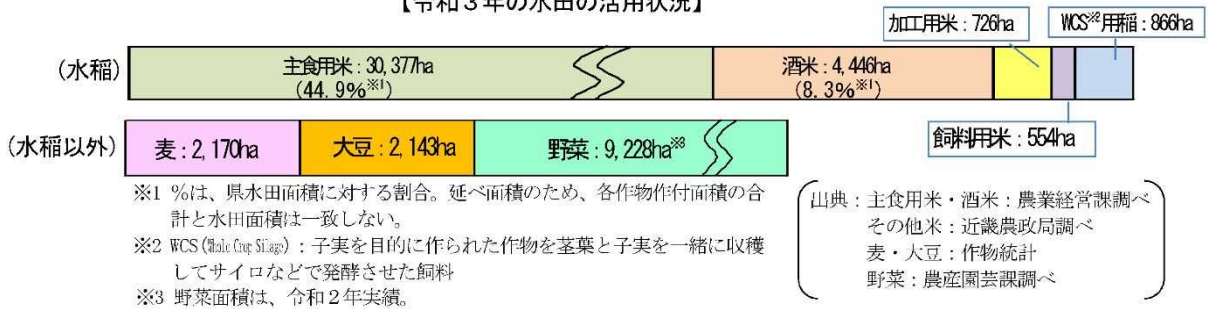 【令和３年の水田の活用状況】
加工用米：726ha
WCS※2用稲：866ha
(水稲)
主食用米：30,377ha
(44.9%※1)
酒米：4,446ha
(8.3%※1)
飼料用米：554ha
(水稲以外)
麦：2,170ha
大豆：2,143ha
野菜：9,228ha※3
※1 %は、県水田面積に対する割合。延べ面積のため、各作物作付面積の合
計と水田面積は一致しない。
※2 WCS(Whole Crop Silage)：子実を目的に作られた作物を茎葉と子実を一緒に収穫
してサイロなどで発酵させた飼料
※3 野菜面積は、令和２年実績。
出典：主食用米・酒米：農業経営課調べ
その他米：近畿農政局調べ
麦・大豆：作物統計
野菜：農産園芸課調べ